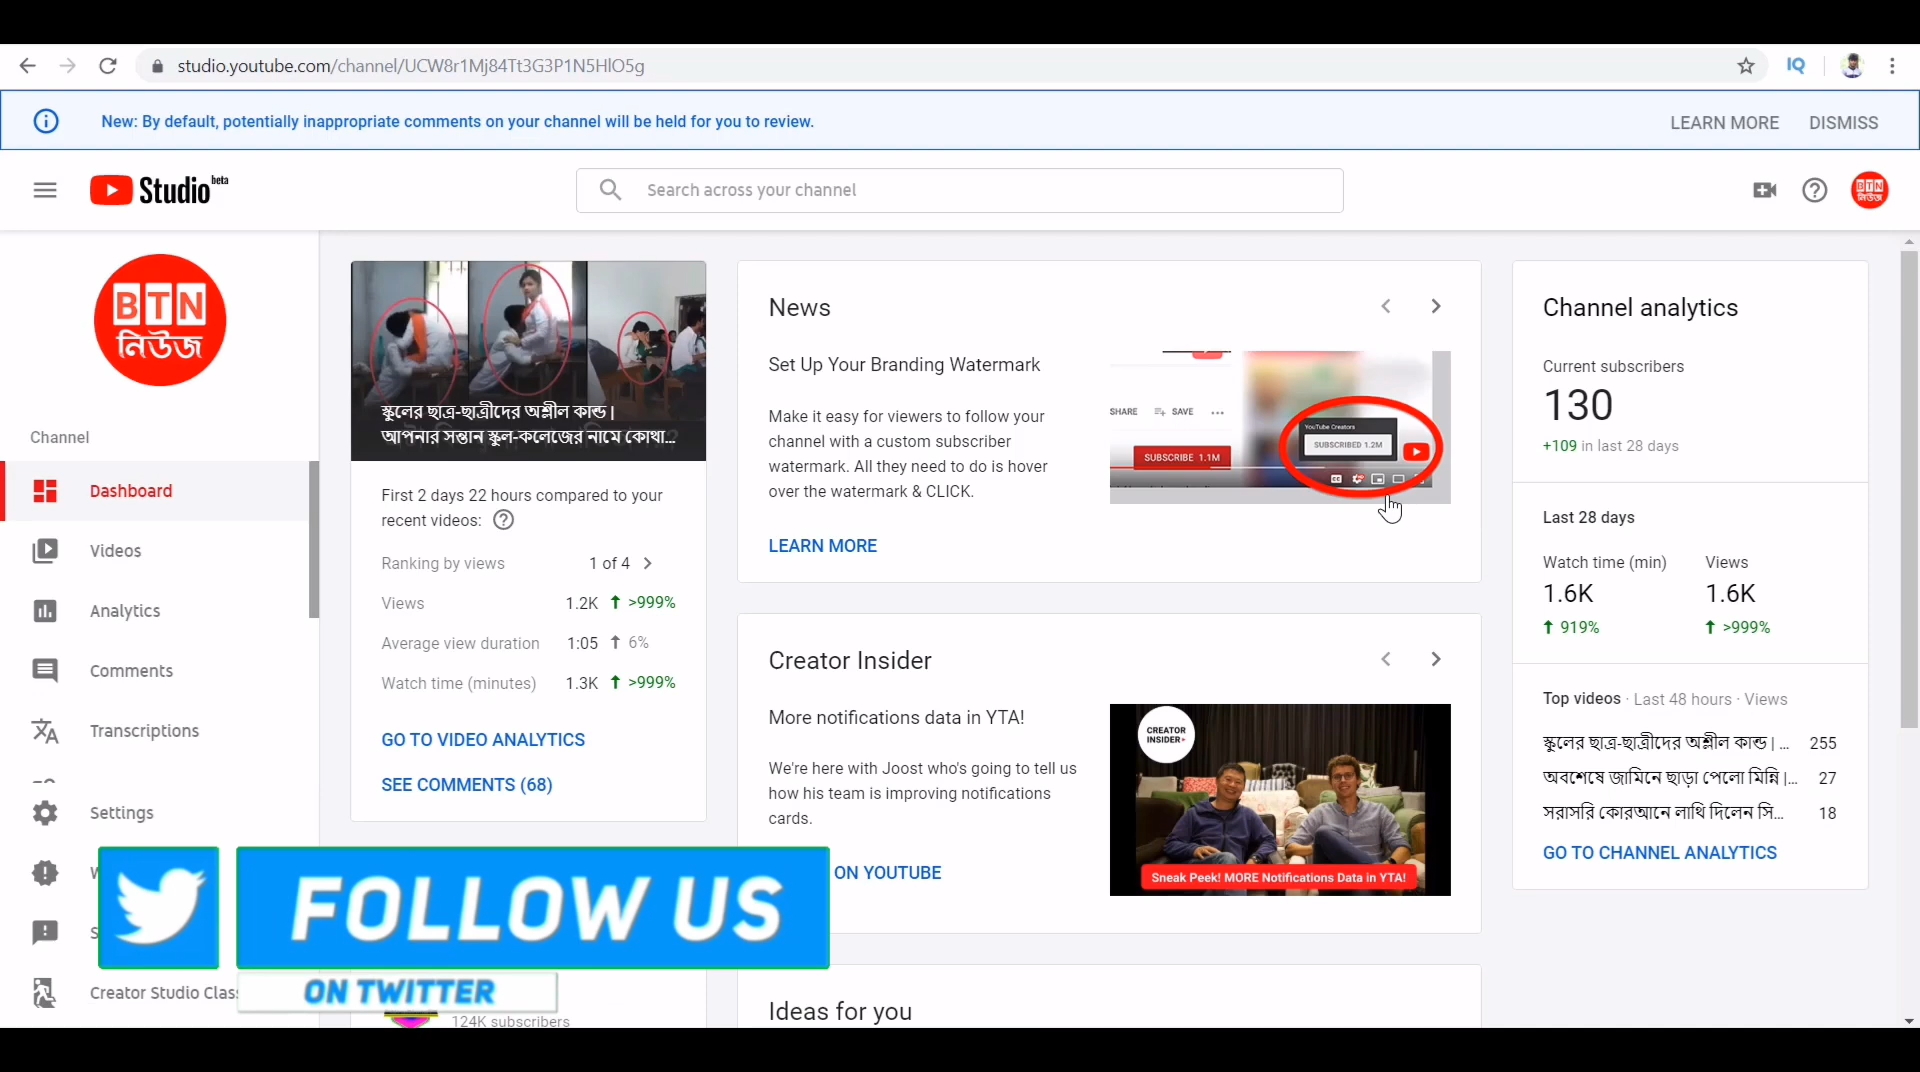 studio.youtube.com/channel/UCW8r1Mj84Tt3G3P1N5HlO5g
IQ
New: By default, potentially inappropriate comments on your channel will be held for you to review.
LEARN MORE
DISMISS
Studio beta
Search across your channel
BTN
নিউজ
BTN
নিউজ
Channel
Dashboard
Videos
Analytics
Comments
Transcriptions
Settings
Creator Studio Clas
স্কুলের ছাত্র-ছাত্রীদের অশ্লীল কান্ড |
আপনার সন্তান স্কুল-কলেজের নামে কোথা...
First 2 days 22 hours compared to your
recent videos:
Ranking by views 1 of 4
Views 1.2K >999%
Average view duration 1:05 6%
Watch time (minutes) 1.3K >999%
GO TO VIDEO ANALYTICS
SEE COMMENTS (68)
124K subscribers
News
Set Up Your Branding Watermark
Make it easy for viewers to follow your
channel with a custom subscriber
watermark. All they need to do is hover
over the watermark & CLICK.
LEARN MORE
SHARE SAVE ...
SUBSCRIBE 1.1M
YouTube Creators
SUBSCRIBED 1.2M
Creator Insider
More notifications data in YTA!
We're here with Joost who's going to tell us
how his team is improving notifications
cards.
ON YOUTUBE
CREATOR
INSIDER
Sneak Peek! MORE Notifications Data in YTA!
Ideas for you
Channel analytics
Current subscribers
130
+109 in last 28 days
Last 28 days
Watch time (min) Views
1.6K 1.6K
919% >999%
Top videos · Last 48 hours · Views
স্কুলের ছাত্র-ছাত্রীদের অশ্লীল কান্ড | ... 255
অবশেষে জামিনে ছাড়া পেলো মিন্নি |... 27
সরাসরি কোরআনে লাথি দিলেন সি... 18
GO TO CHANNEL ANALYTICS
FOLLOW US
ON TWITTER